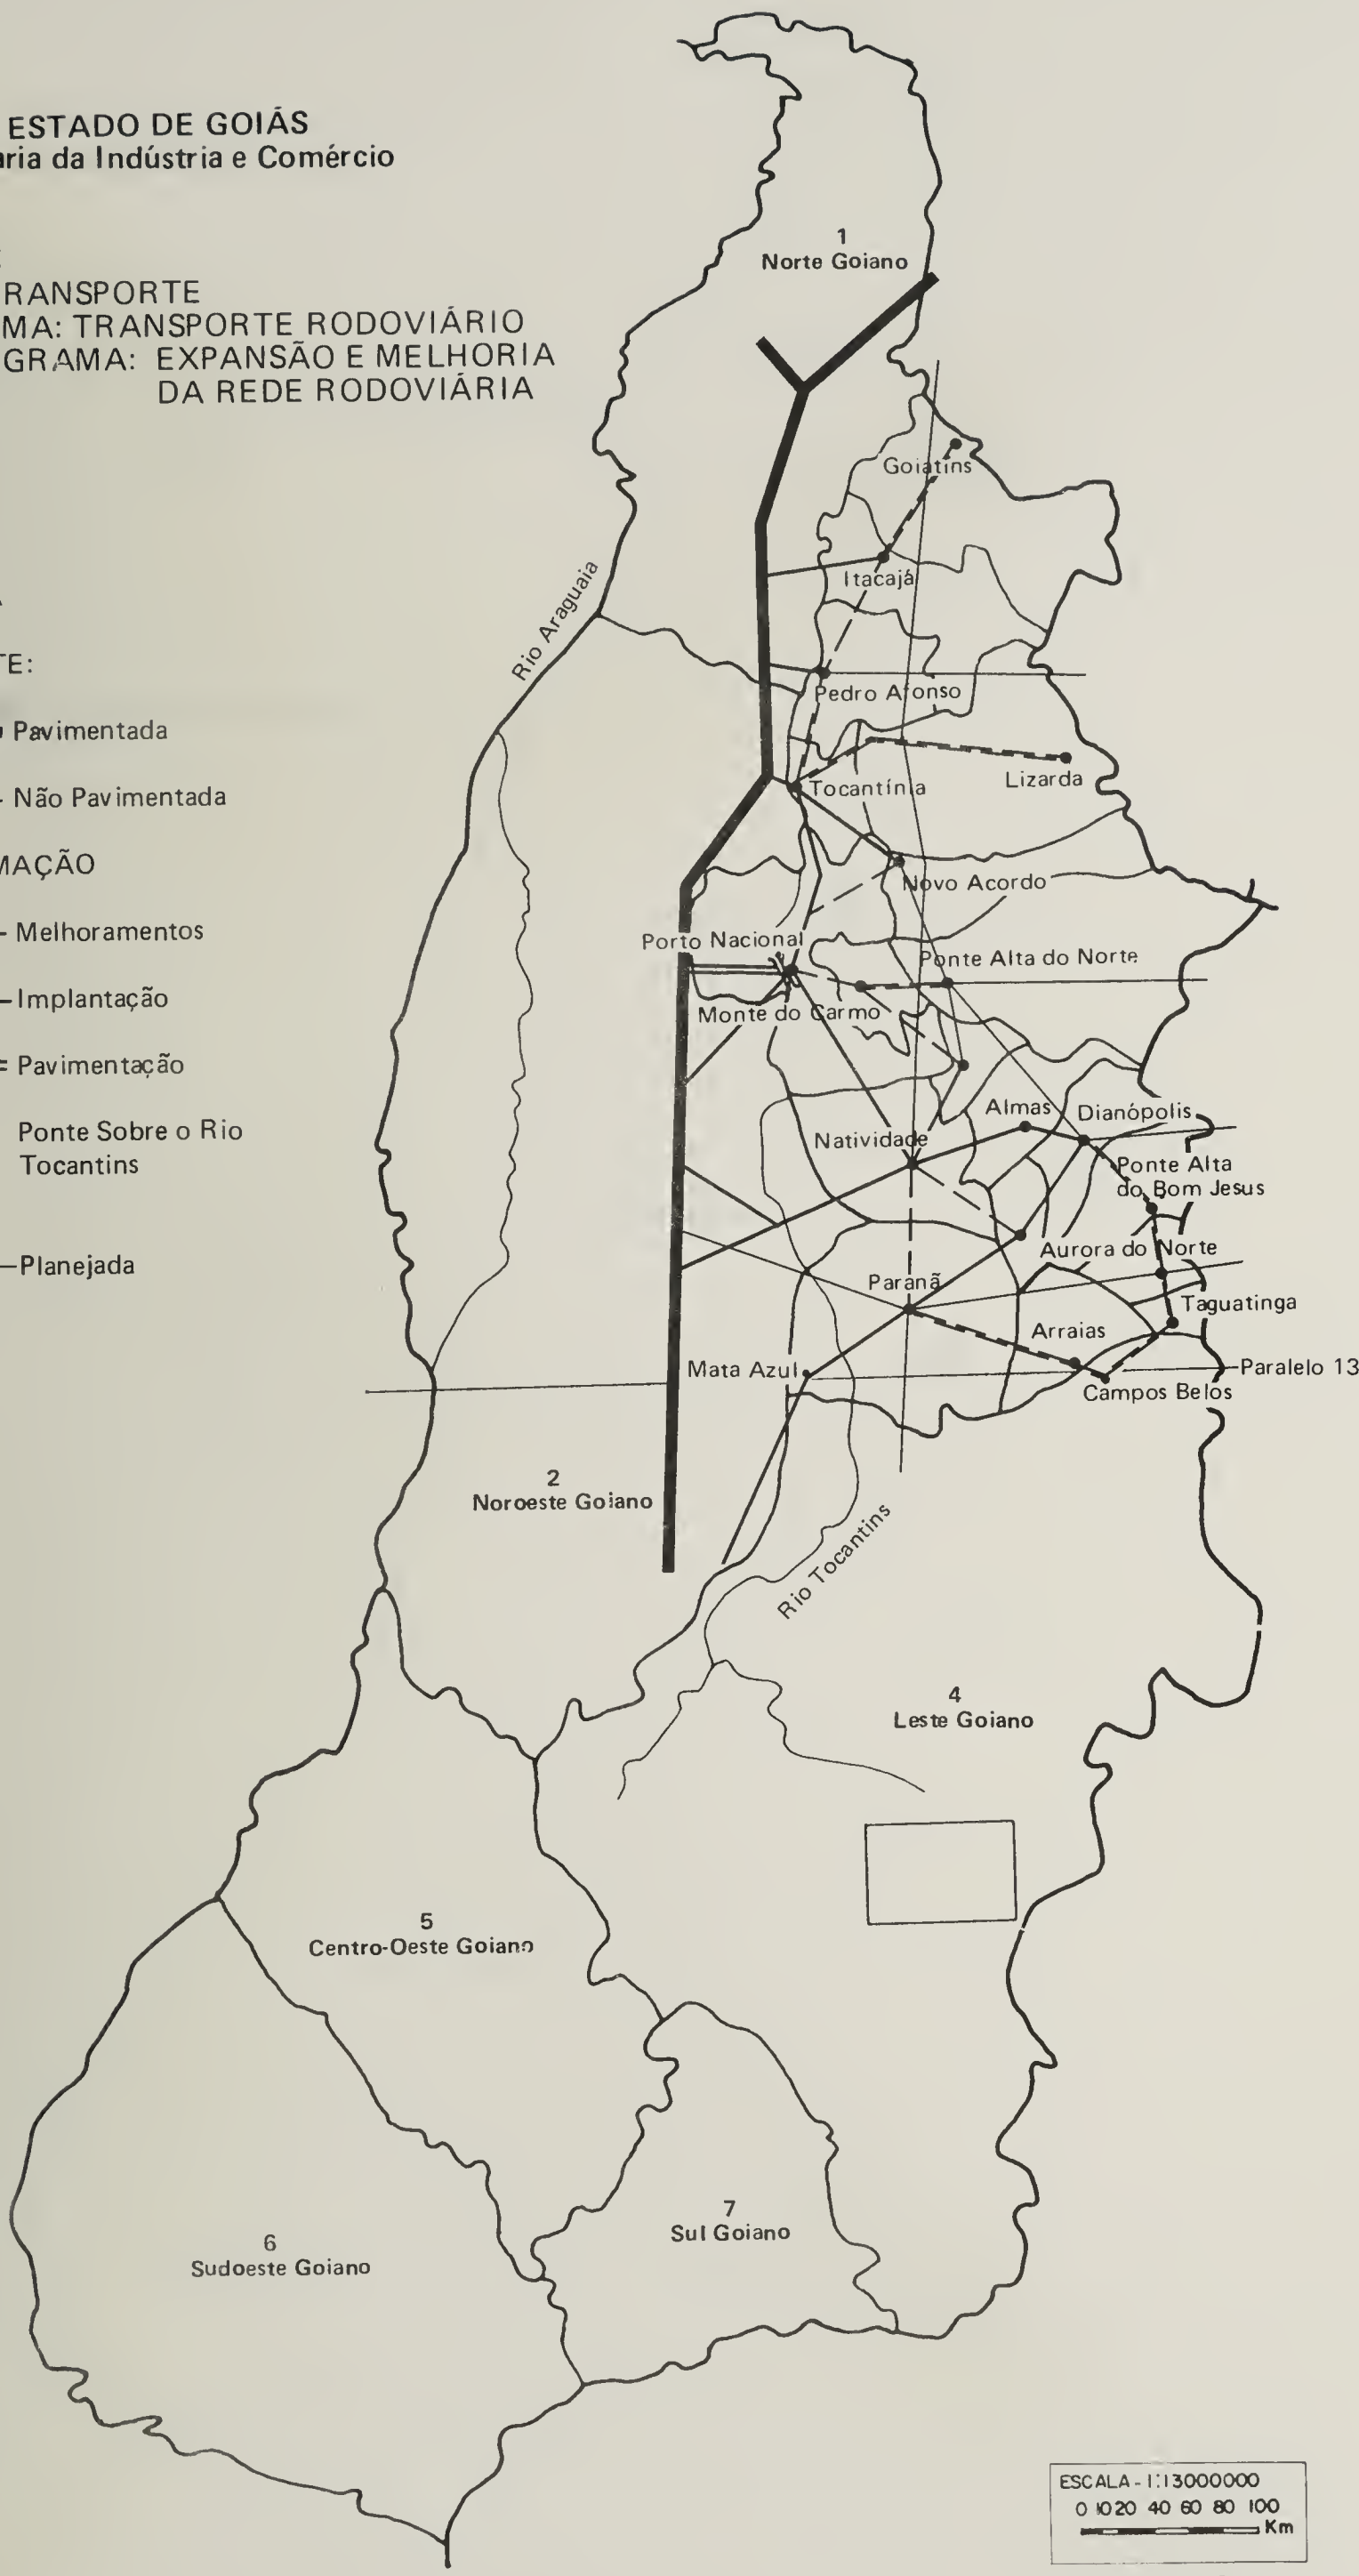 ESTADO DE GOIÁS
aria da Indústria e Comércio
RANSPORTE
MA: TRANSPORTE RODOVIÁRIO
GRAMA: EXPANSÃO E MELHORIA
DA REDE RODOVIÁRIA
TE:
Pavimentada
Não Pavimentada
MAÇÃO
Melhoramentos
Implantação
Pavimentação
Ponte Sobre o Rio
Tocantins
Planejada
1
Norte Goiano
Goiatins
Itacajá
Rio Araguaia
Pedro Afonso
Lizarda
Tocantínia
Novo Acordo
Porto Nacional
Ponte Alta do Norte
Monte do Carmo
Almas
Dianópolis
Natividade
Ponte Alta
do Bom Jesus
Aurora do Norte
Paranã
Taguatinga
Arraias
Mata Azul
Paralelo 13
Campos Belos
2
Noroeste Goiano
Rio Tocantins
4
Leste Goiano
5
Centro-Oeste Goiano
7
Sul Goiano
6
Sudoeste Goiano
ESCALA - 1:13000000
0 10 20 40 60 80 100
Km